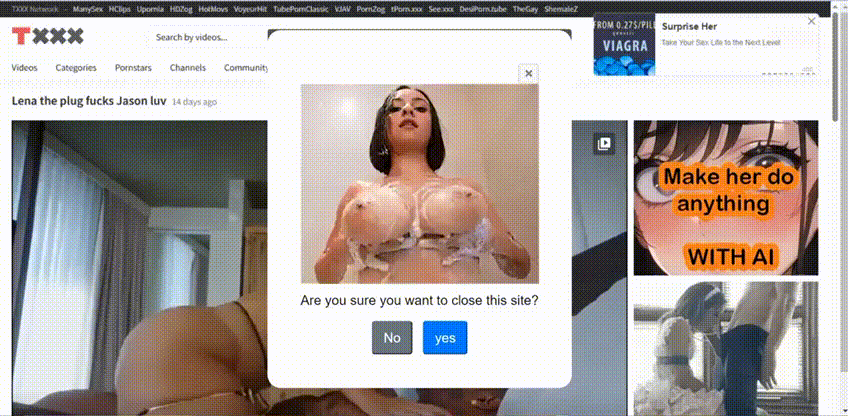 TXXX Network → ManySex HClips Upornia HDZog HotMovs VoyeurHit TubePornClassic VJAV PornZog tPorn.xxx See.xxx DesiPorn.tube TheGay ShemaleZ
TXXX
Search by videos...
Videos Categories Pornstars Channels Community
FROM 0.27$/PILL
VIAGRA
Surprise Her
Take Your Sex Life to the Next Level
Lena the plug fucks Jason luv 14 days ago
Are you sure you want to close this site?
No yes
Make her do
anything
WITH AI